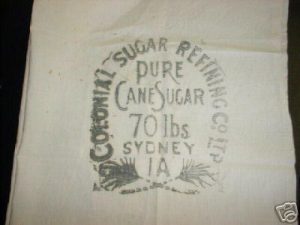 COLONIAL SUGAR REFINING CO. LTD
PURE
CANE SUGAR
70 lbs
SYDNEY
1A